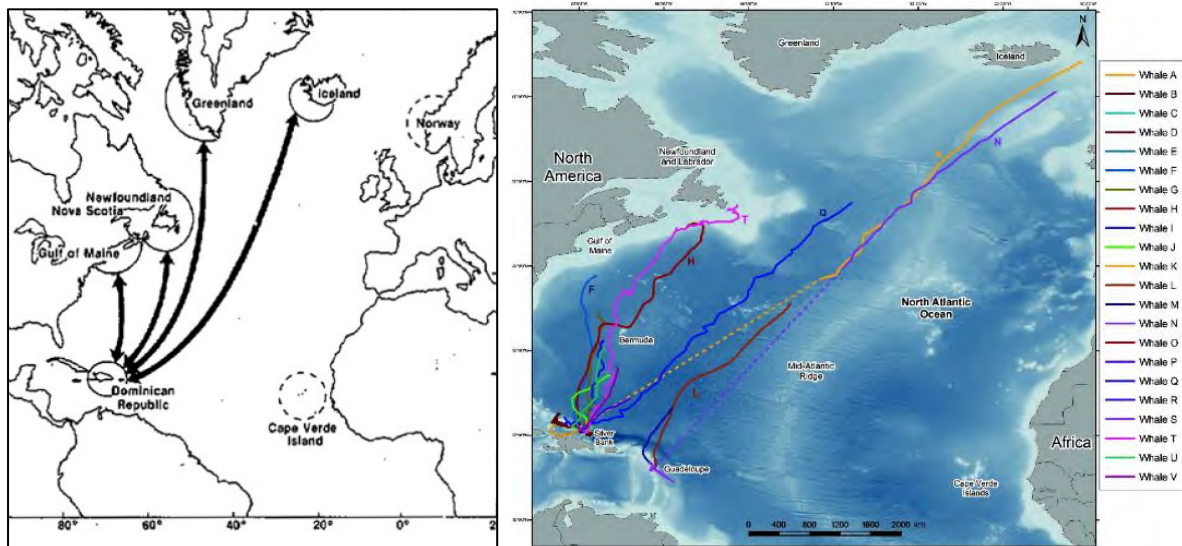 Greenland
Iceland
Norway
Newfoundland
Nova Scotia
Gulf of Maine
Dominican
Republic
Cape Verde
Island
80°
60°
40°
20°
0°
2
Greenland
Iceland
N
North
America
Newfoundland
and Labrador
Gulf of
Maine
T
Q
N
H
F
Bermuda
North Atlantic
Ocean
Mid-Atlantic
Ridge
L
Silver
Bank
Guadeloupe
Africa
Cape Verde
Islands
0 400 800 1200 1600 2000 km
Whale A
Whale B
Whale C
Whale D
Whale E
Whale F
Whale G
Whale H
Whale I
Whale J
Whale K
Whale L
Whale M
Whale N
Whale O
Whale P
Whale Q
Whale R
Whale S
Whale T
Whale U
Whale V